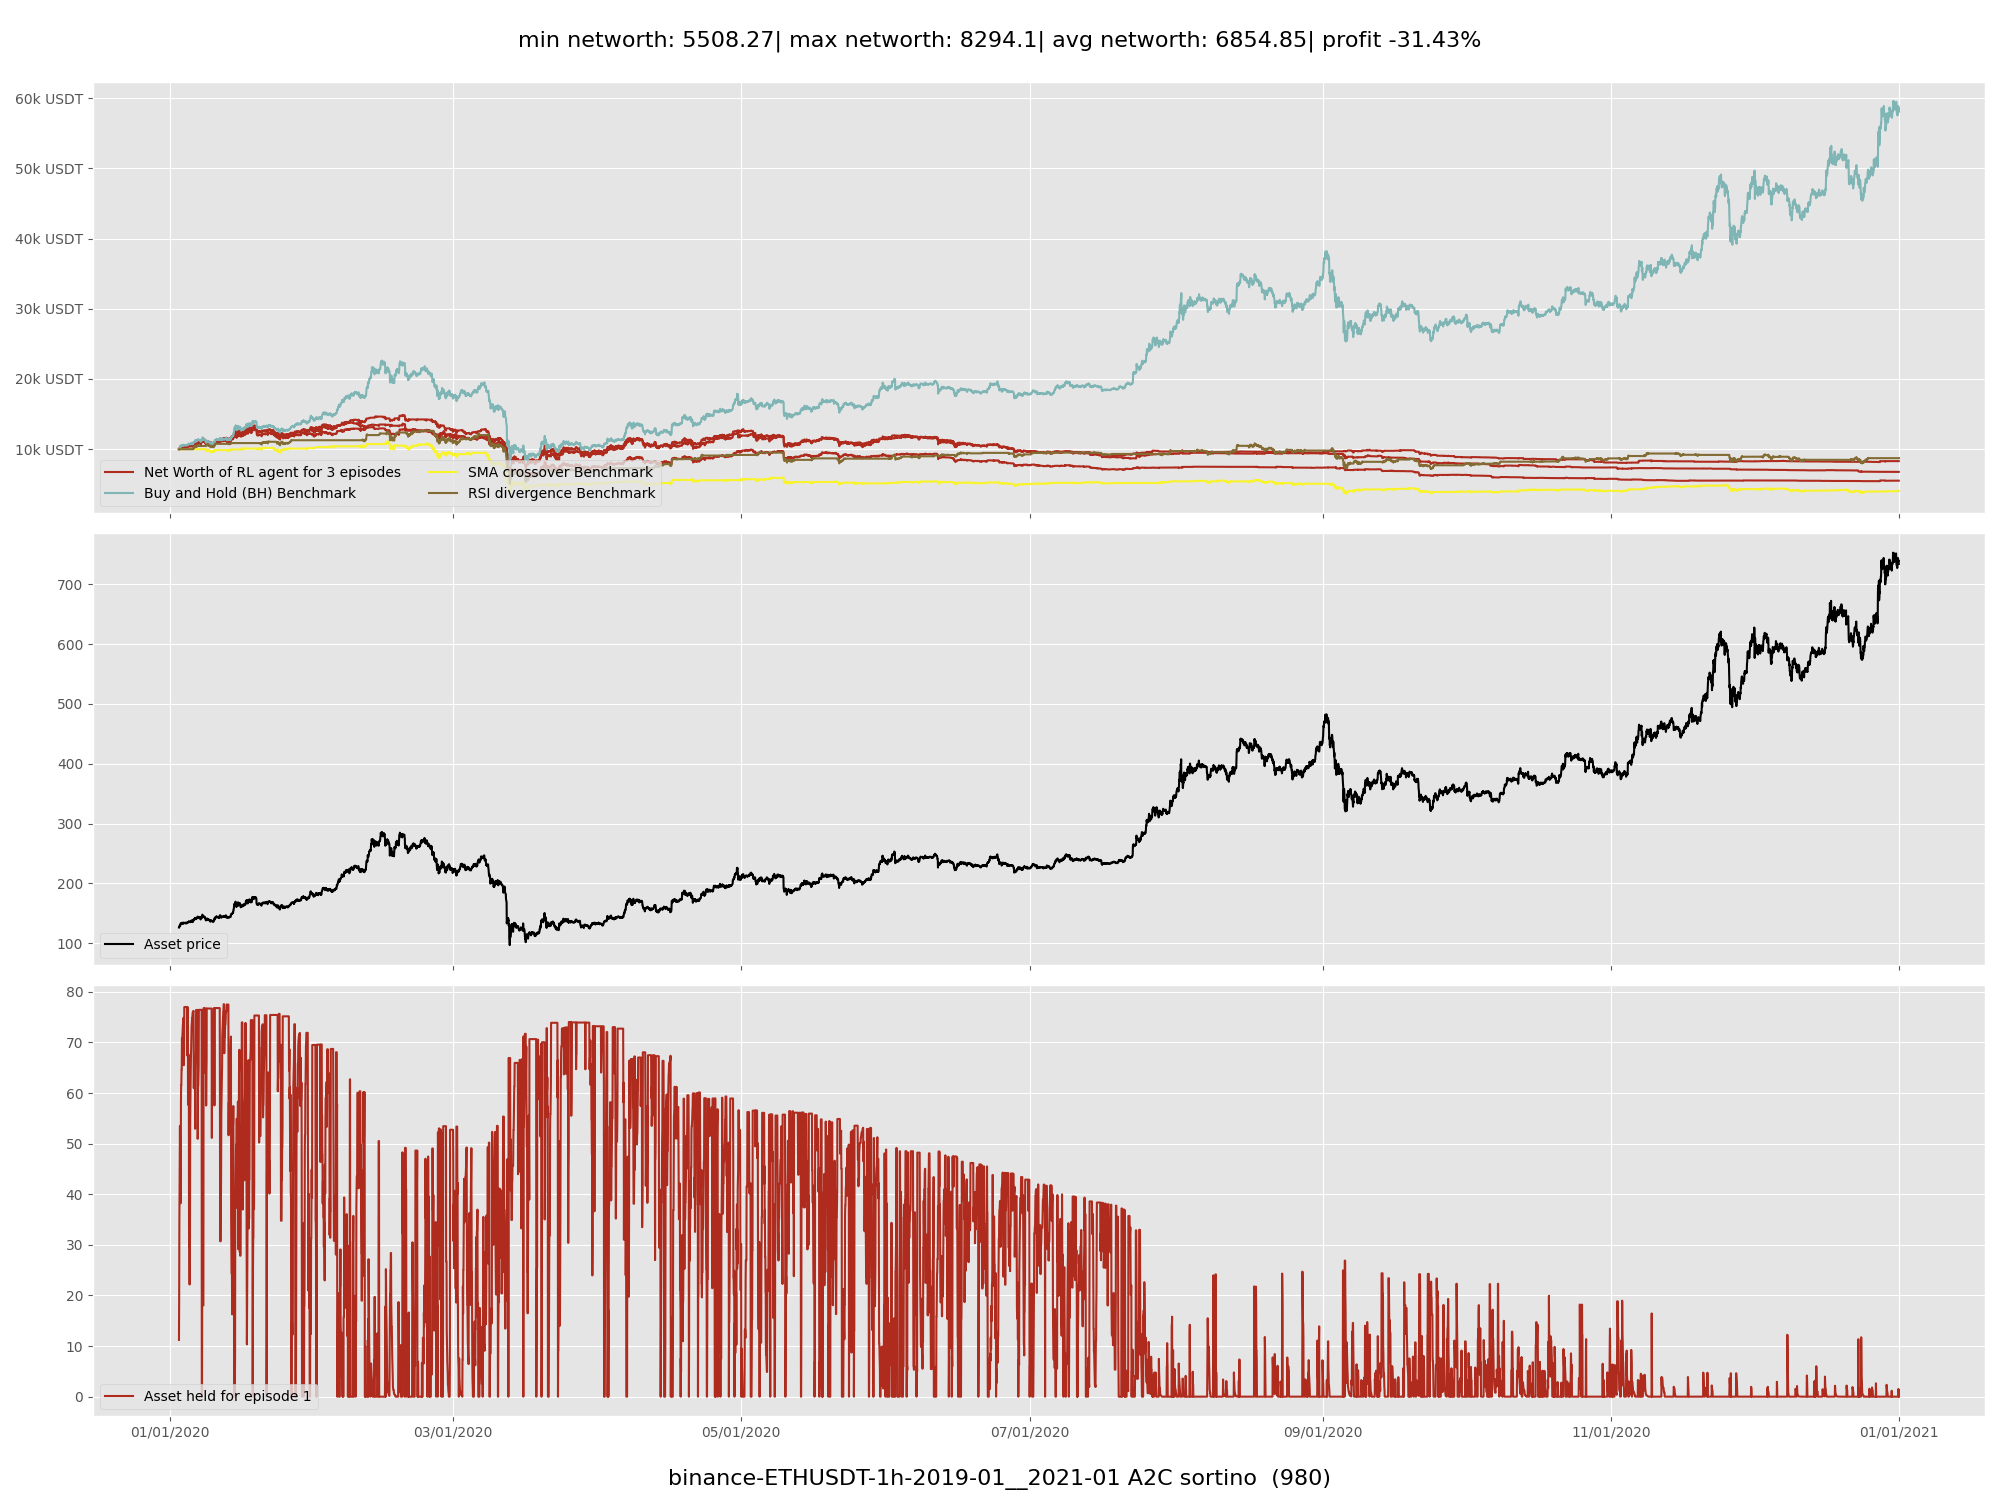 min networth: 5508.27| max networth: 8294.1| avg networth: 6854.85| profit -31.43%
60k USDT
50k USDT
40k USDT
30k USDT
20k USDT
10k USDT
Net Worth of RL agent for 3 episodes
Buy and Hold (BH) Benchmark
SMA crossover Benchmark
RSI divergence Benchmark
700
600
500
400
300
200
100
Asset price
80
70
60
50
40
30
20
10
0
Asset held for episode 1
01/01/2020
03/01/2020
05/01/2020
07/01/2020
09/01/2020
11/01/2020
01/01/2021
binance-ETHUSDT-1h-2019-01__2021-01 A2C sortino  (980)